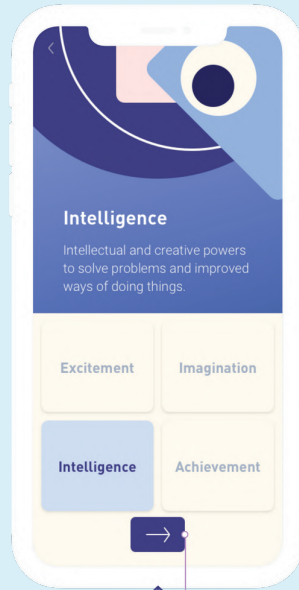 Intelligence
Intellectual and creative powers
to solve problems and improved
ways of doing things.
Excitement
Imagination
Intelligence
Achievement